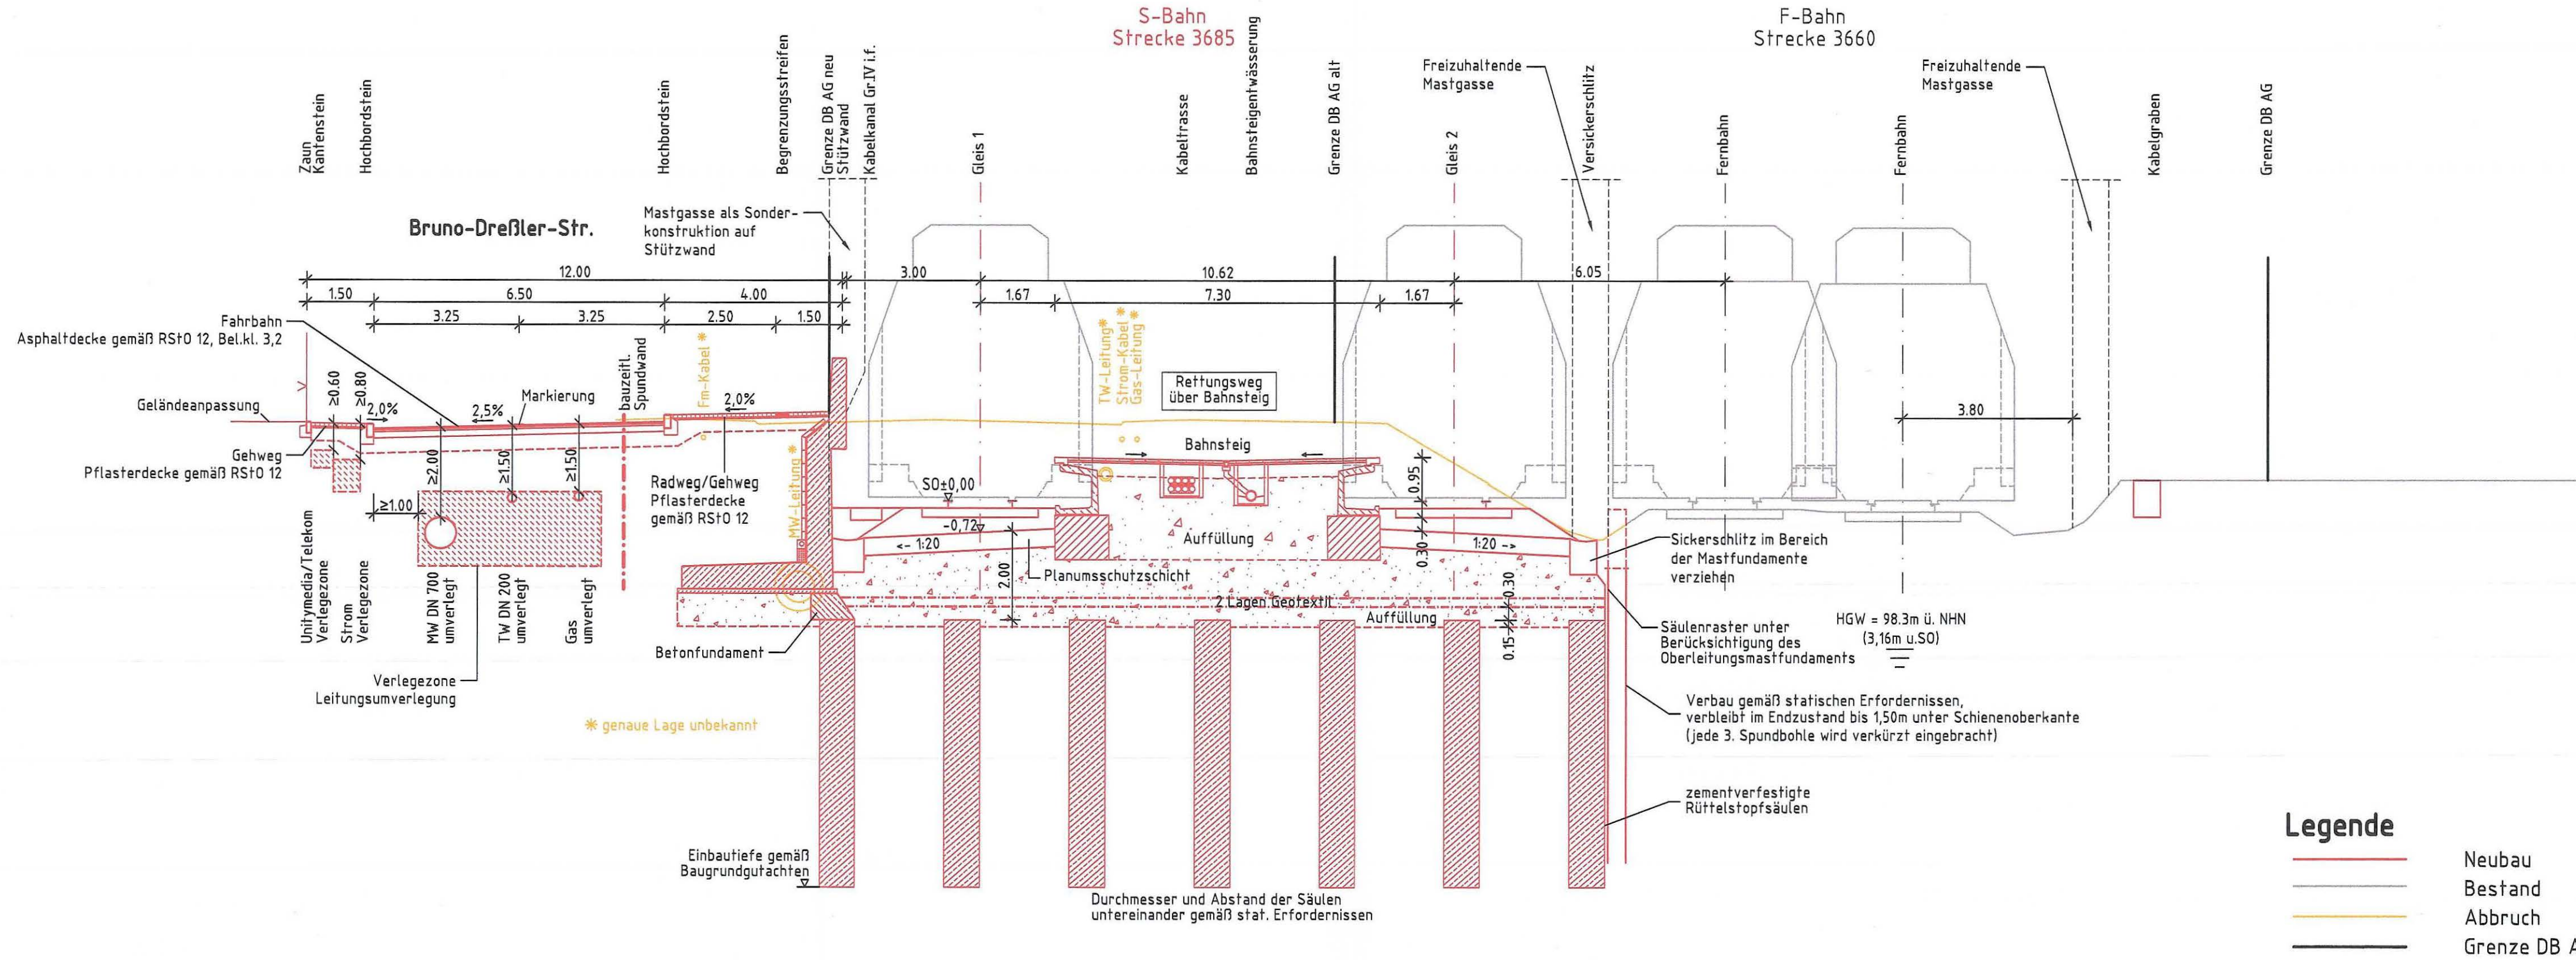 S-Bahn
Strecke 3685
F-Bahn
Strecke 3660
Zaun
Kantenstein
Hochbordstein
Hochbordstein
Begrenzungsstreifen
Grenze DB AG neu
Stützwand
Kabelkanal Gr.IV i.f.
Gleis 1
Kabeltrasse
Bahnsteigentwässerung
Grenze DB AG alt
Freizuhaltende
Mastgasse
Gleis 2
Versickerschlitz
Fernbahn
Fernbahn
Freizuhaltende
Mastgasse
Kabelgraben
Grenze DB AG
Bruno-Dreßler-Str.
Mastgasse als Sonder-
konstruktion auf
Stützwand
12.00
3.00
10.62
6.05
1.50
6.50
4.00
1.67
7.30
1.67
3.25
3.25
2.50
1.50
Fahrbahn
Asphaltdecke gemäß RStO 12, Bel.kl. 3,2
Geländeanpassung
Gehweg
Pflasterdecke gemäß RStO 12
≥0.60
≥0.80
2,0%
2,5%
Markierung
bauzeitl.
Spundwand
Fm-Kabel *
2,0%
TW-Leitung*
Strom-Kabel *
Gas-Leitung *
Rettungsweg
über Bahnsteig
3.80
≥2.00
≥1.50
≥1.50
≥1.00
Radweg/Gehweg
Pflasterdecke
gemäß RStO 12
MW-Leitung *
SO±0,00
-0,72
<- 1:20
2.00
Planumsschutzschicht
Bahnsteig
Auffüllung
0.95
0.30
1:20 ->
2 Lagen Geotextil
Auffüllung
0.30
0.15
Sickerschlitz im Bereich
der Mastfundamente
verziehen
HGW = 98.3m ü. NHN
(3,16m u.SO)
Säulenraster unter
Berücksichtigung des
Oberleitungsmastfundaments
Unitymedia/Telekom
Verlegezone
Strom
Verlegezone
MW DN 700
umverlegt
TW DN 200
umverlegt
Gas
umverlegt
Betonfundament
Verlegezone
Leitungsumverlegung
* genaue Lage unbekannt
Verbau gemäß statischen Erfordernissen,
verbleibt im Endzustand bis 1,50m unter Schienenoberkante
(jede 3. Spundbohle wird verkürzt eingebracht)
zementverfestigte
Rüttelstopfsäulen
Einbautiefe gemäß
Baugrundgutachten
Durchmesser und Abstand der Säulen
untereinander gemäß stat. Erfordernissen
Legende
Neubau
Bestand
Abbruch
Grenze DB A